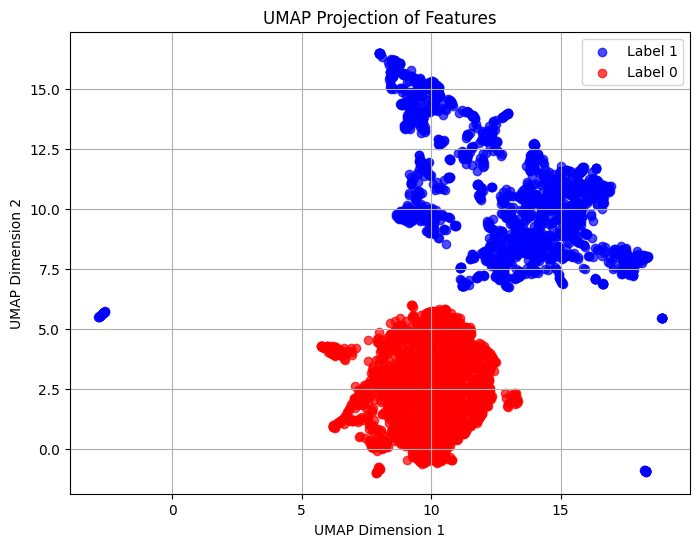 UMAP Projection of Features
Label 1
Label 0
UMAP Dimension 2
15.0
12.5
10.0
7.5
5.0
2.5
0.0
0
5
10
15
UMAP Dimension 1